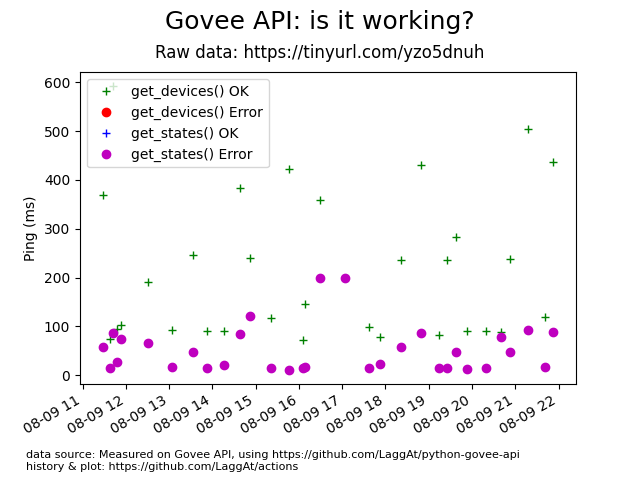 Govee API: is it working?
Raw data: https://tinyurl.com/yzo5dnuh
600
500
400
300
200
100
0
Ping (ms)
get_devices() OK
get_devices() Error
get_states() OK
get_states() Error
08-09 11
08-09 12
08-09 13
08-09 14
08-09 15
08-09 16
08-09 17
08-09 18
08-09 19
08-09 20
08-09 21
08-09 22
data source: Measured on Govee API, using https://github.com/LaggAt/python-govee-api
history & plot: https://github.com/LaggAt/actions